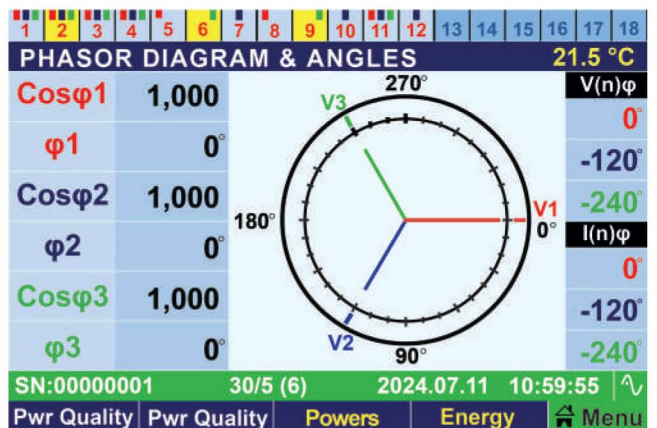 1 2 3 4 5 6 7 8 9 10 11 12 13 14 15 16 17 18
PHASOR DIAGRAM & ANGLES 21.5 °C
Cosφ1 1,000
φ1 0°
Cosφ2 1,000
φ2 0°
Cosφ3 1,000
φ3 0°
270°
V3
180°
V1
0°
V2
90°
V(n)φ
0°
-120°
-240°
I(n)φ
0°
-120°
-240°
SN:00000001 30/5 (6) 2024.07.11 10:59:55
Pwr Quality Pwr Quality Powers Energy Menu